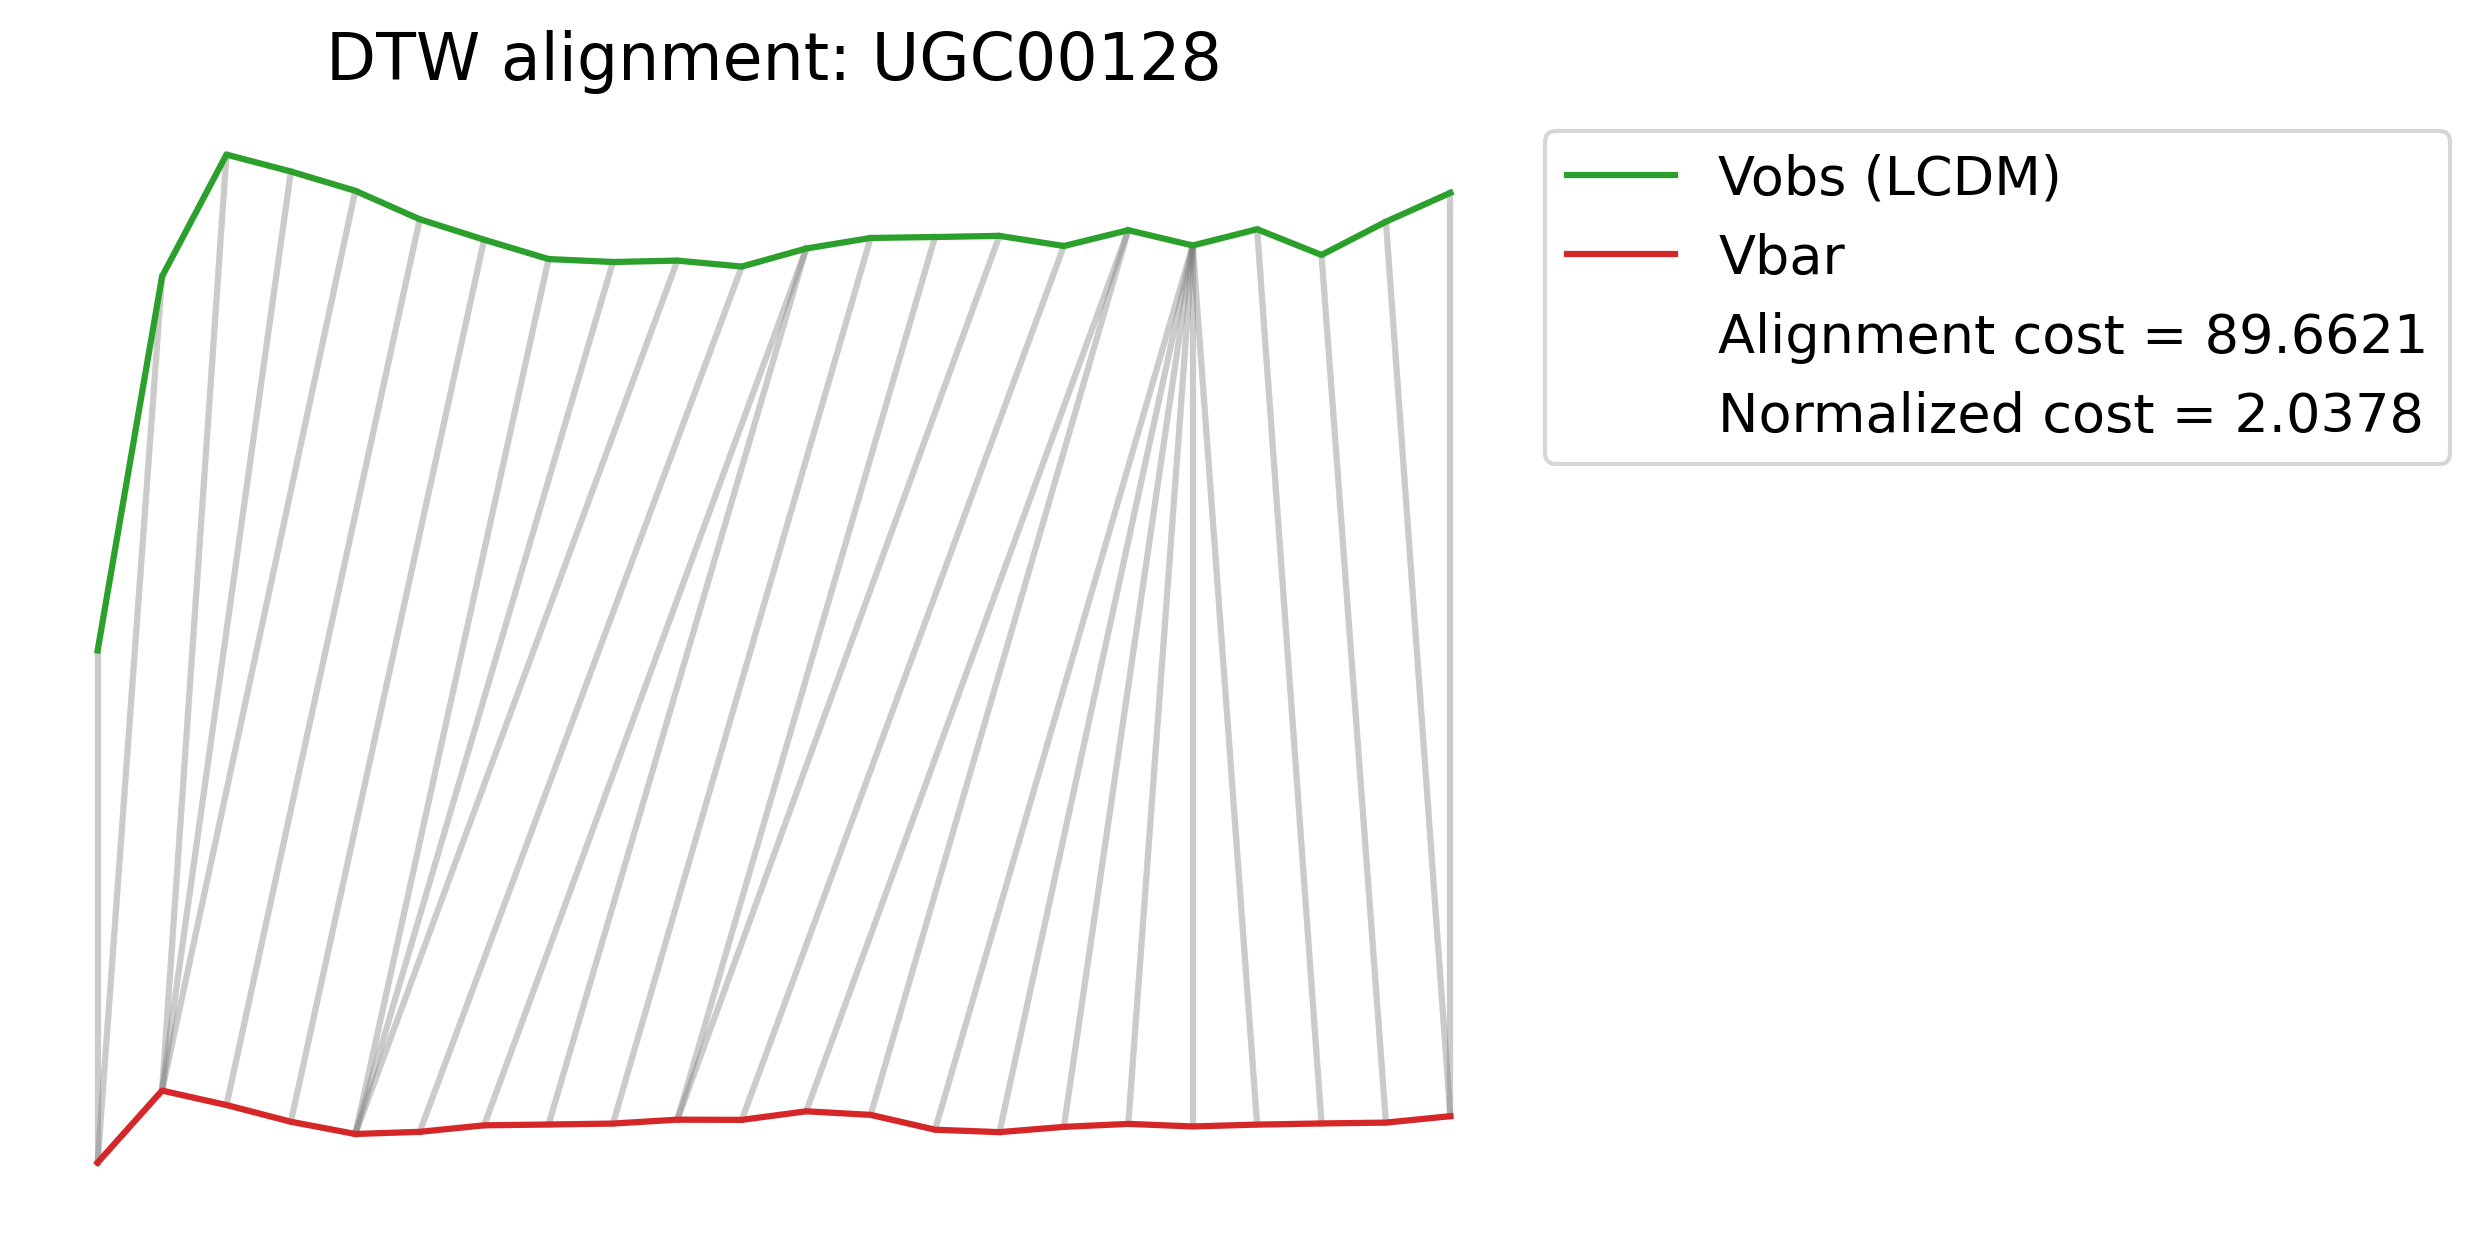 DTW alignment: UGC00128
Vobs (LCDM)
Vbar
Alignment cost = 89.6621
Normalized cost = 2.0378